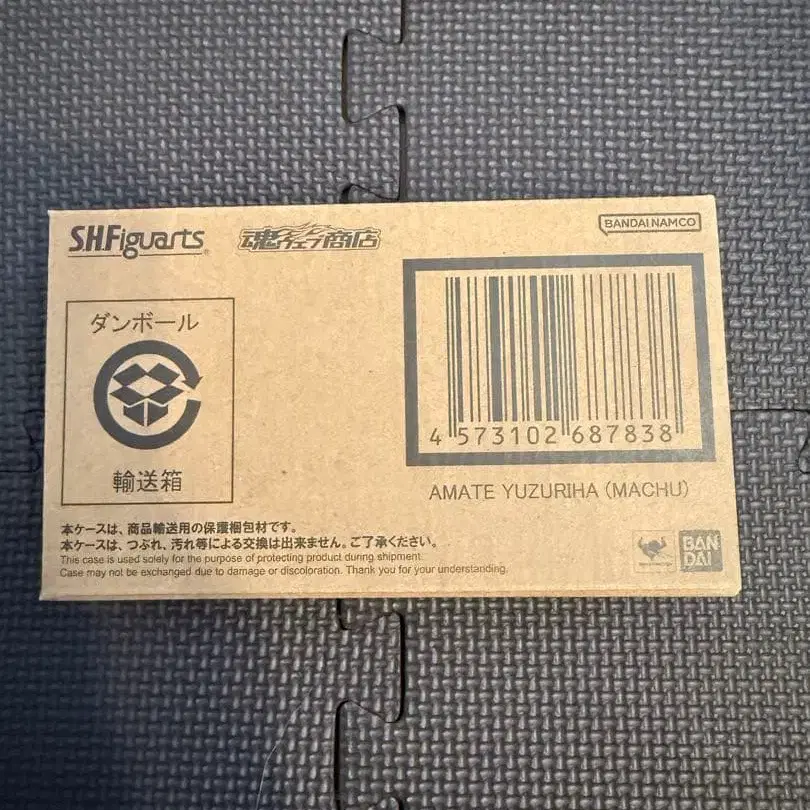 S.H.Figuarts
魂ウェブ商店
BANDAI NAMCO
ダンボール
輸送箱
4 573102 687838
AMATE YUZURIHA (MACHU)
本ケースは、商品輸送用の保護梱包材です。
本ケースは、つぶれ、汚れ等による交換は出来ません。ご了承ください。
This case is used solely for the purpose of protecting product during shipment.
Case may not be exchanged due to damage or discoloration. Thank you for your understanding.
BAN
DAI